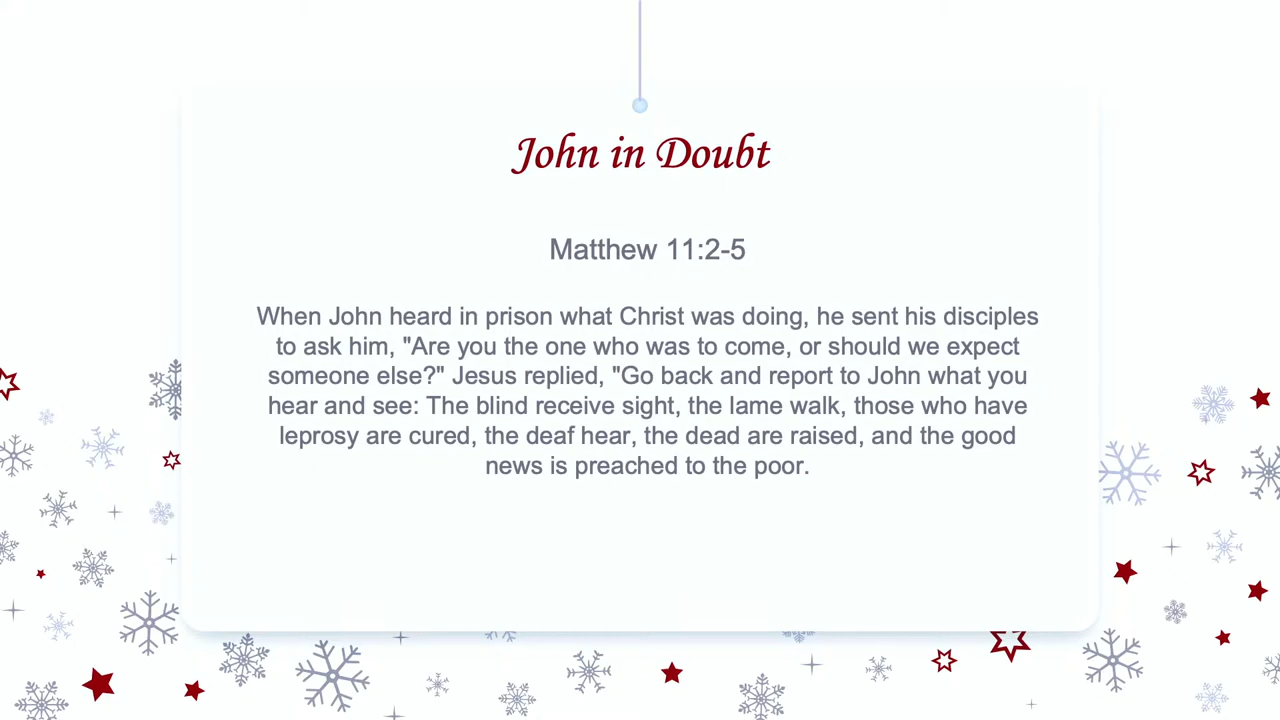 John in Doubt
Matthew 11:2-5
When John heard in prison what Christ was doing, he sent his disciples
to ask him, "Are you the one who was to come, or should we expect
someone else?" Jesus replied, "Go back and report to John what you
hear and see: The blind receive sight, the lame walk, those who have
leprosy are cured, the deaf hear, the dead are raised, and the good
news is preached to the poor.